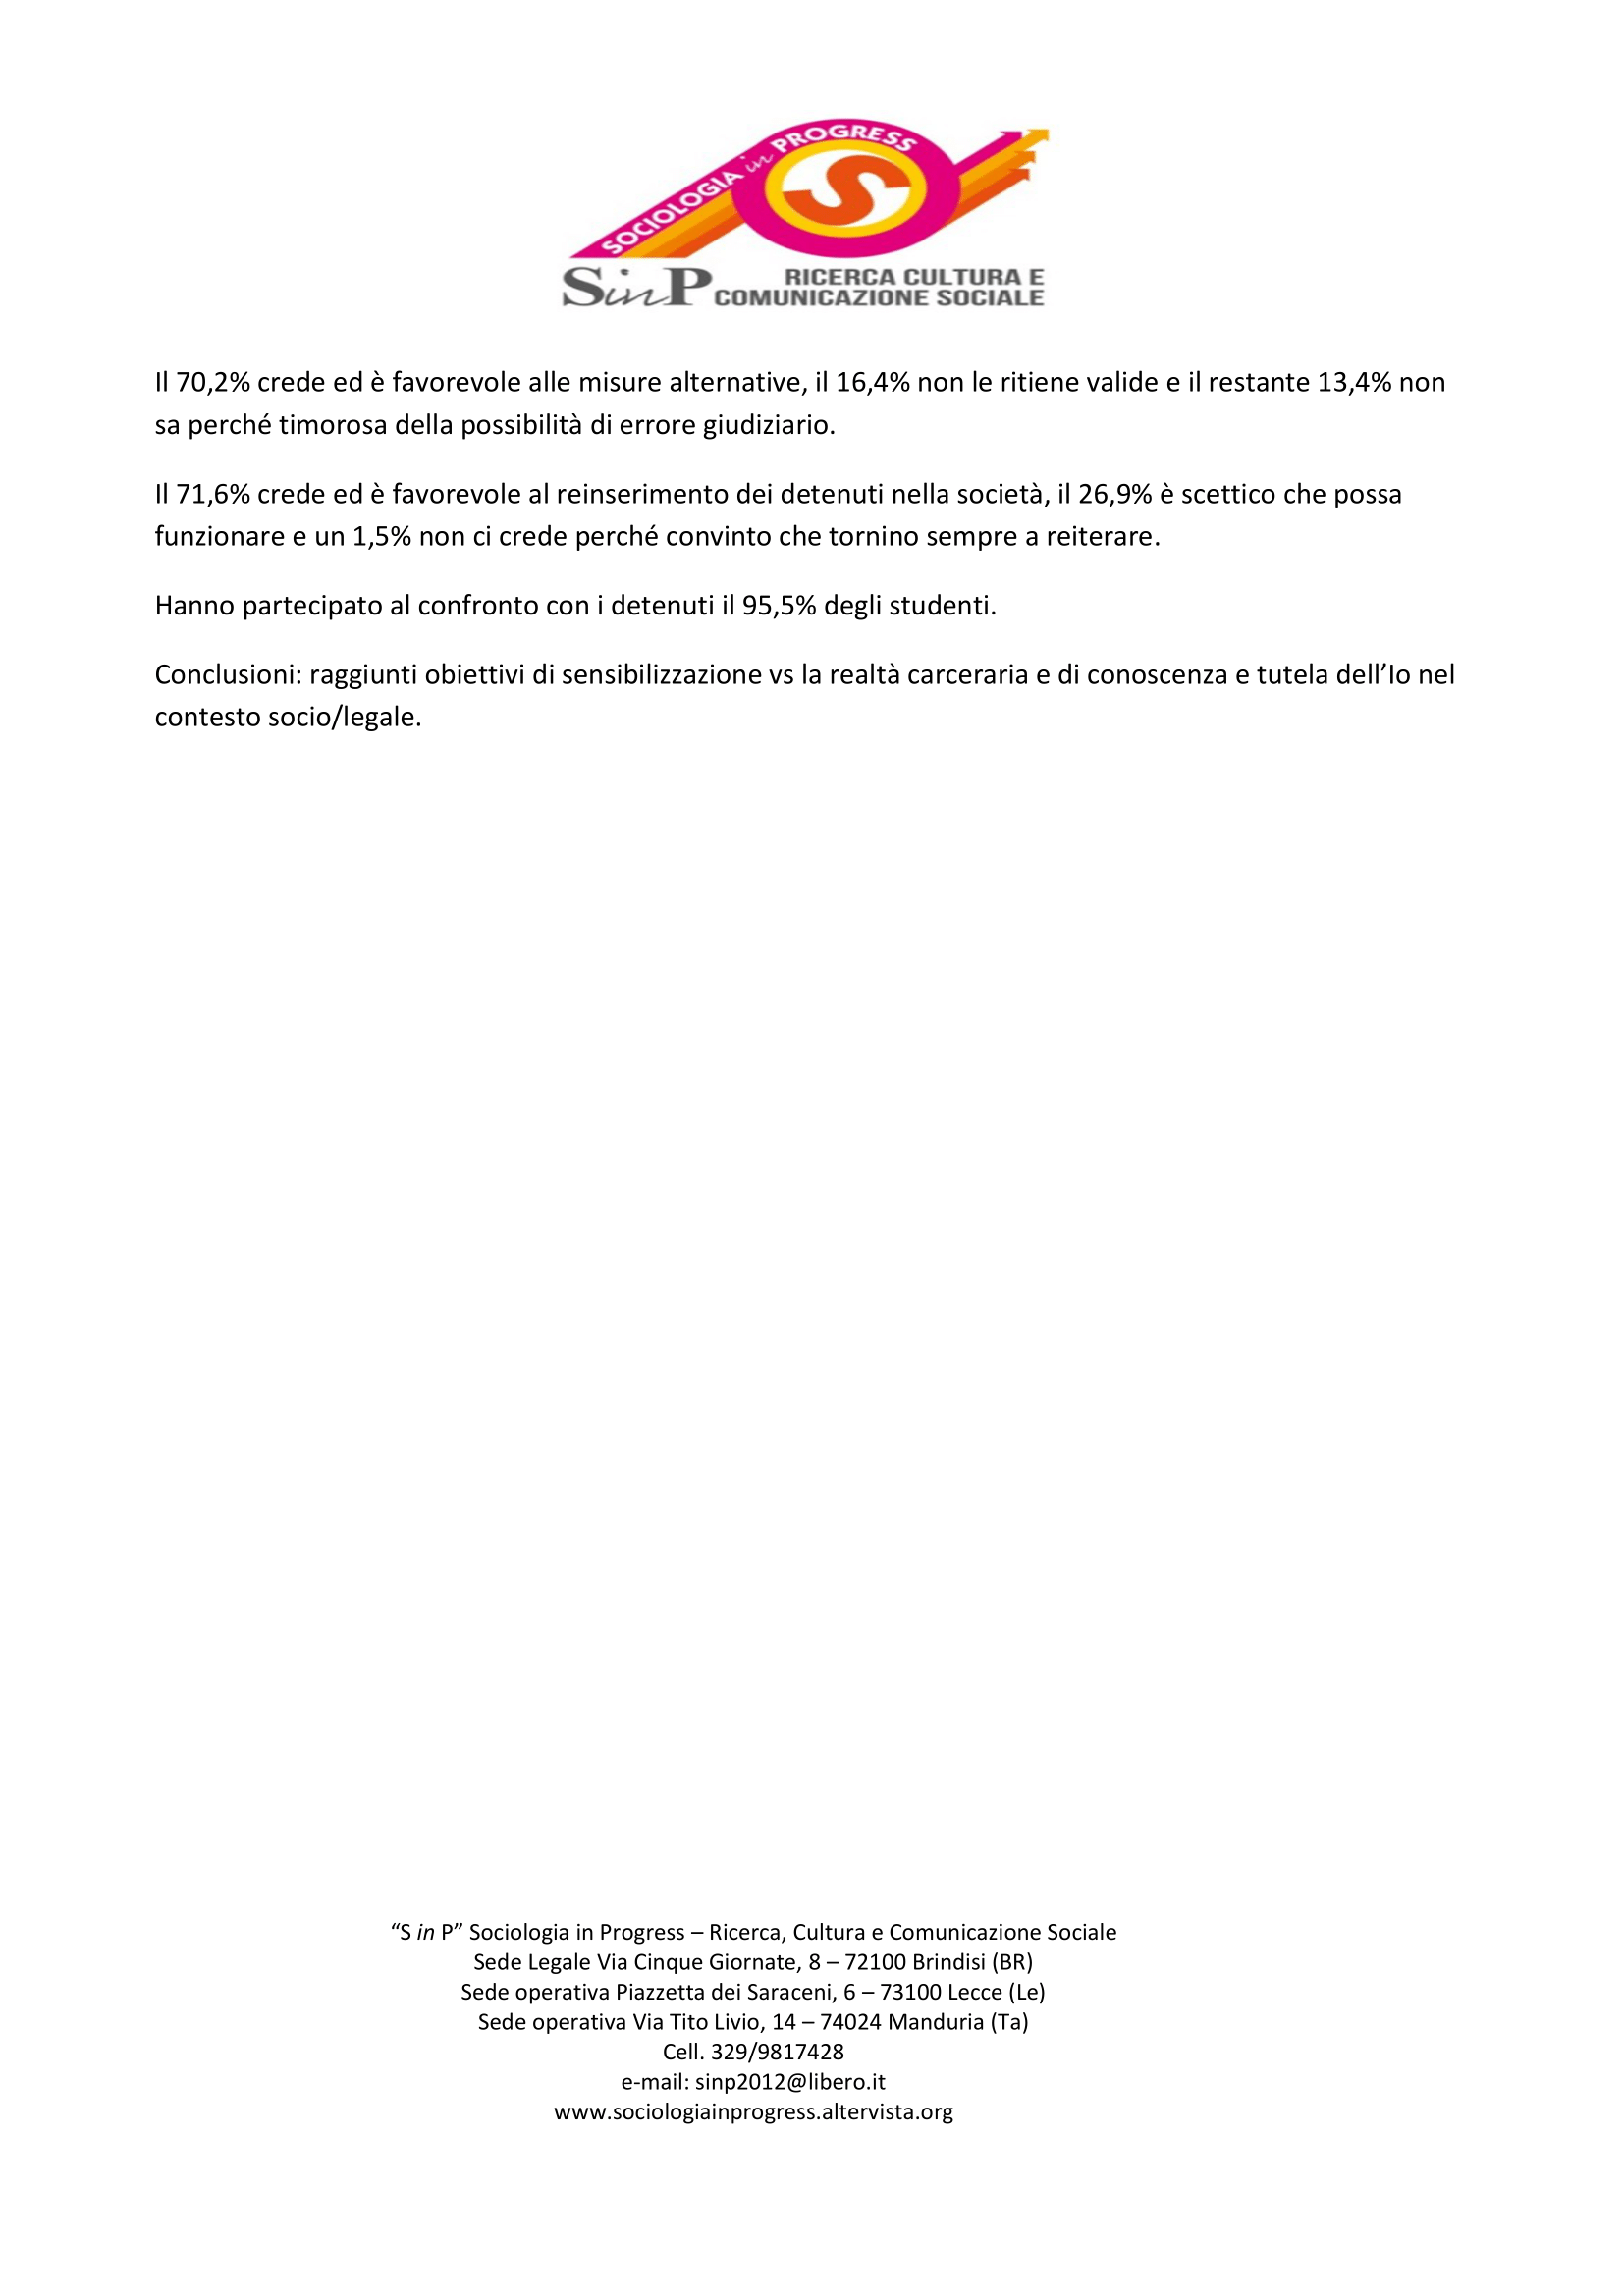 SOCIOLOGIA in PROGRESS
S
SinP RICERCA CULTURA E
COMUNICAZIONE SOCIALE
Il 70,2% crede ed è favorevole alle misure alternative, il 16,4% non le ritiene valide e il restante 13,4% non
sa perché timorosa della possibilità di errore giudiziario.
Il 71,6% crede ed è favorevole al reinserimento dei detenuti nella società, il 26,9% è scettico che possa
funzionare e un 1,5% non ci crede perché convinto che tornino sempre a reiterare.
Hanno partecipato al confronto con i detenuti il 95,5% degli studenti.
Conclusioni: raggiunti obiettivi di sensibilizzazione vs la realtà carceraria e di conoscenza e tutela dell’Io nel
contesto socio/legale.
“S in P” Sociologia in Progress – Ricerca, Cultura e Comunicazione Sociale
Sede Legale Via Cinque Giornate, 8 – 72100 Brindisi (BR)
Sede operativa Piazzetta dei Saraceni, 6 – 73100 Lecce (Le)
Sede operativa Via Tito Livio, 14 – 74024 Manduria (Ta)
Cell. 329/9817428
e-mail: sinp2012@libero.it
www.sociologiainprogress.altervista.org